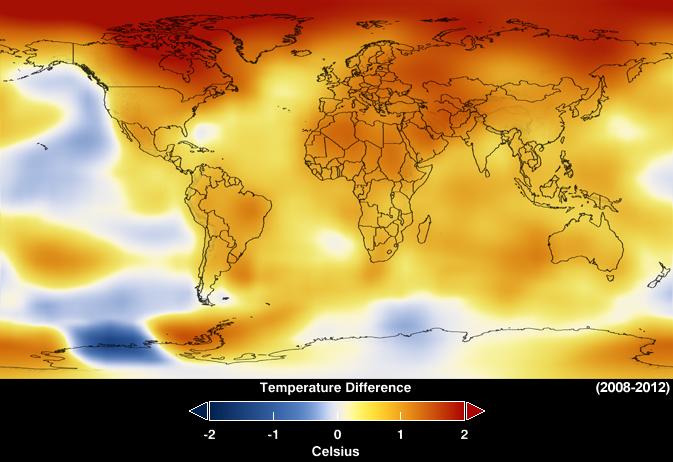 Temperature Difference
(2008-2012)
-2 -1 0 1 2
Celsius